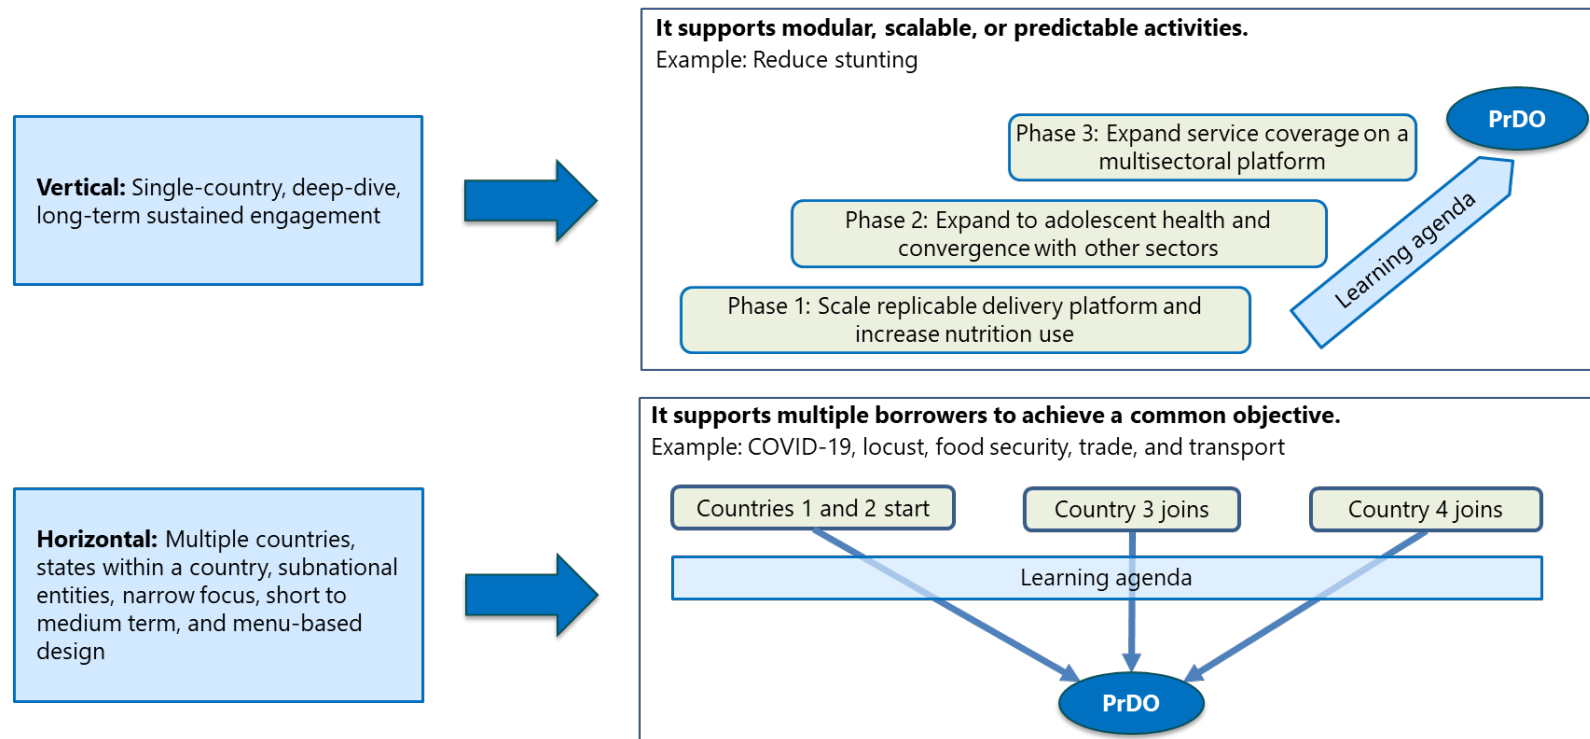 Vertical: Single-country, deep-dive,
long-term sustained engagement
It supports modular, scalable, or predictable activities.
Example: Reduce stunting
PrDO
Phase 3: Expand service coverage on a
multisectoral platform
Phase 2: Expand to adolescent health and
convergence with other sectors
Phase 1: Scale replicable delivery platform and
increase nutrition use
Learning agenda
Horizontal: Multiple countries,
states within a country, subnational
entities, narrow focus, short to
medium term, and menu-based
design
It supports multiple borrowers to achieve a common objective.
Example: COVID-19, locust, food security, trade, and transport
Countries 1 and 2 start
Country 3 joins
Country 4 joins
Learning agenda
PrDO